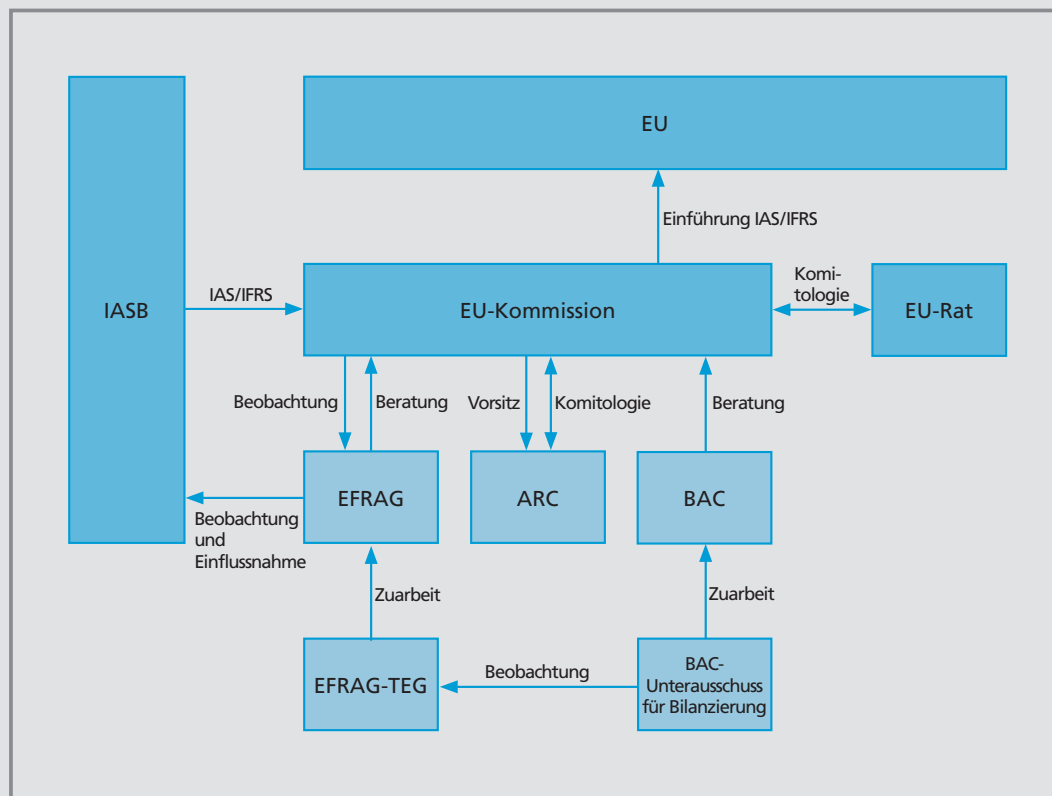 EU
Einführung IAS/IFRS
IASB
IAS/IFRS
EU-Kommission
Komi-
tologie
EU-Rat
Beobachtung
Beratung
Vorsitz
Komitologie
Beratung
EFRAG
ARC
BAC
Beobachtung
und
Einflussnahme
Zuarbeit
Zuarbeit
EFRAG-TEG
Beobachtung
BAC-
Unterausschuss
für Bilanzierung